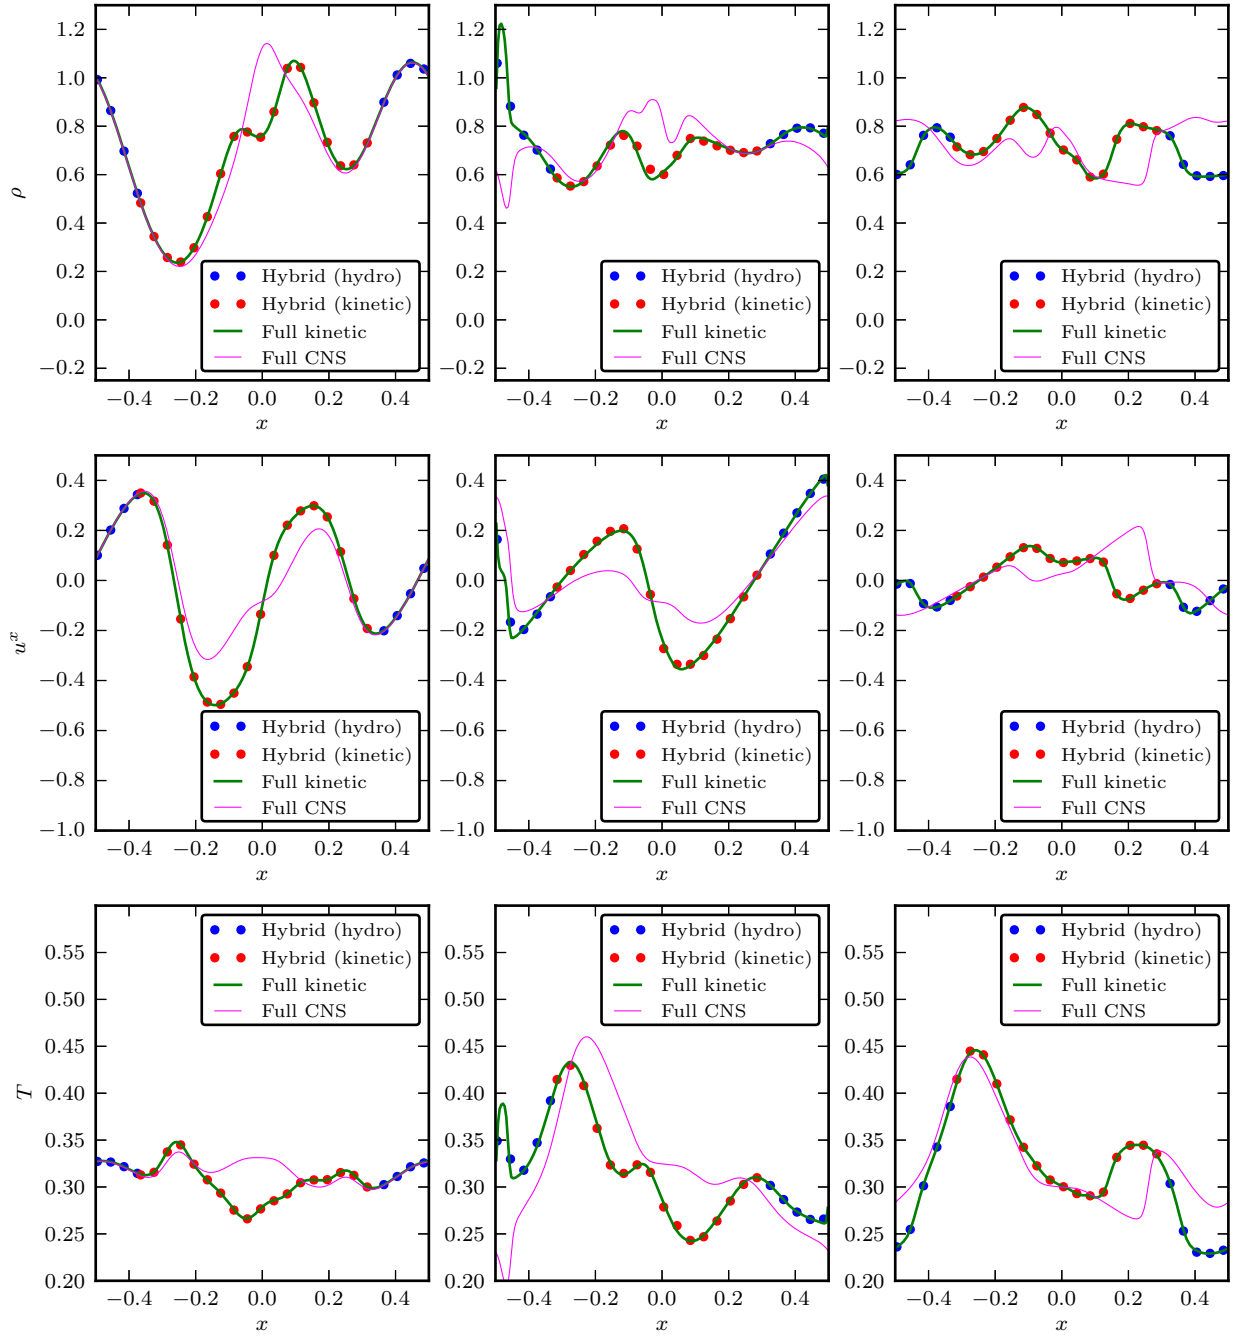 1.2
1.0
0.8
0.6
0.4
0.2
0.0
−0.2
ρ
−0.4 −0.2 0.0 0.2 0.4
x
Hybrid (hydro)
Hybrid (kinetic)
Full kinetic
Full CNS
1.2
1.0
0.8
0.6
0.4
0.2
0.0
−0.2
−0.4 −0.2 0.0 0.2 0.4
x
Hybrid (hydro)
Hybrid (kinetic)
Full kinetic
Full CNS
1.2
1.0
0.8
0.6
0.4
0.2
0.0
−0.2
−0.4 −0.2 0.0 0.2 0.4
x
Hybrid (hydro)
Hybrid (kinetic)
Full kinetic
Full CNS
0.4
0.2
0.0
−0.2
−0.4
−0.6
−0.8
−1.0
u^x
−0.4 −0.2 0.0 0.2 0.4
x
Hybrid (hydro)
Hybrid (kinetic)
Full kinetic
Full CNS
0.4
0.2
0.0
−0.2
−0.4
−0.6
−0.8
−1.0
−0.4 −0.2 0.0 0.2 0.4
x
Hybrid (hydro)
Hybrid (kinetic)
Full kinetic
Full CNS
0.4
0.2
0.0
−0.2
−0.4
−0.6
−0.8
−1.0
−0.4 −0.2 0.0 0.2 0.4
x
Hybrid (hydro)
Hybrid (kinetic)
Full kinetic
Full CNS
0.55
0.50
0.45
0.40
0.35
0.30
0.25
0.20
T
−0.4 −0.2 0.0 0.2 0.4
x
Hybrid (hydro)
Hybrid (kinetic)
Full kinetic
Full CNS
0.55
0.50
0.45
0.40
0.35
0.30
0.25
0.20
−0.4 −0.2 0.0 0.2 0.4
x
Hybrid (hydro)
Hybrid (kinetic)
Full kinetic
Full CNS
0.55
0.50
0.45
0.40
0.35
0.30
0.25
0.20
−0.4 −0.2 0.0 0.2 0.4
x
Hybrid (hydro)
Hybrid (kinetic)
Full kinetic
Full CNS